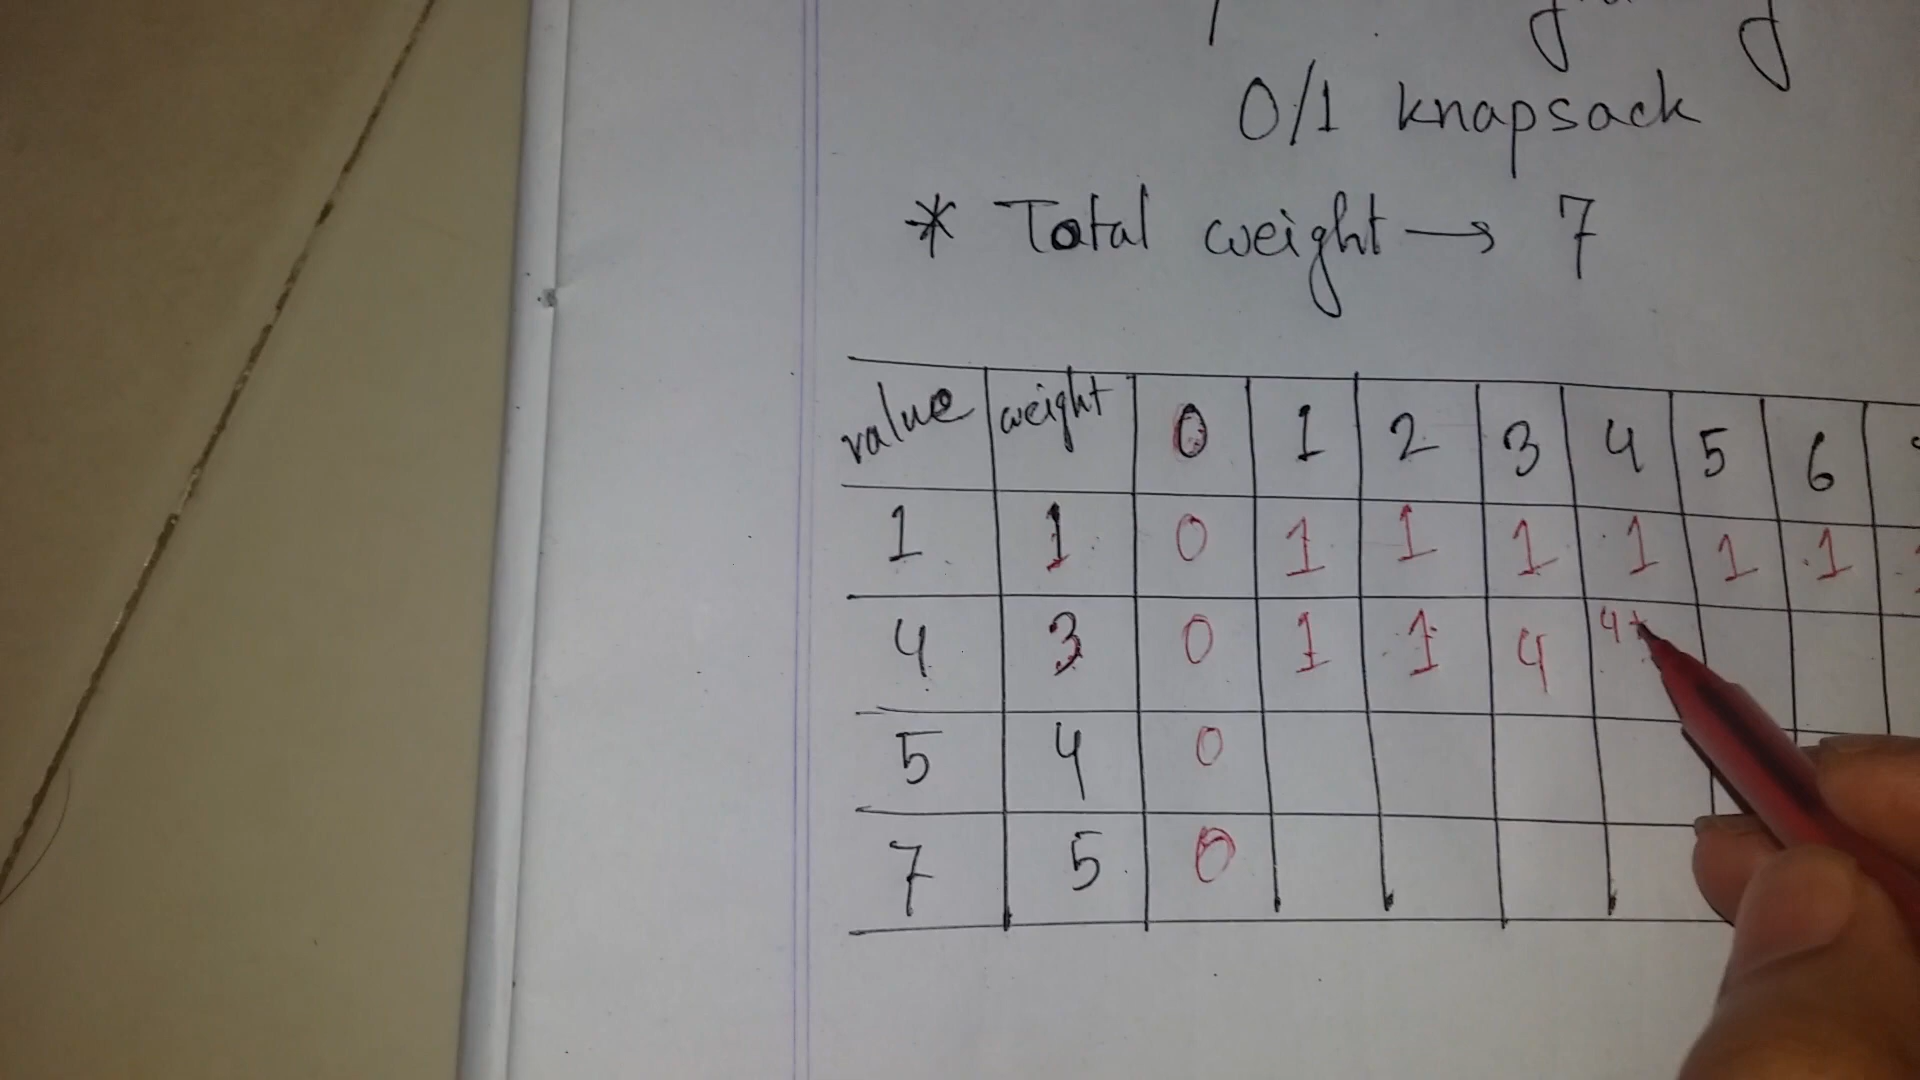 0/1 knapsack
* Total weight → 7
value weight 0 1 2 3 4 5 6
1 1 0 1 1 1 1 1 1
4 3 0 1 1 4 4+
5 4 0
7 5 0